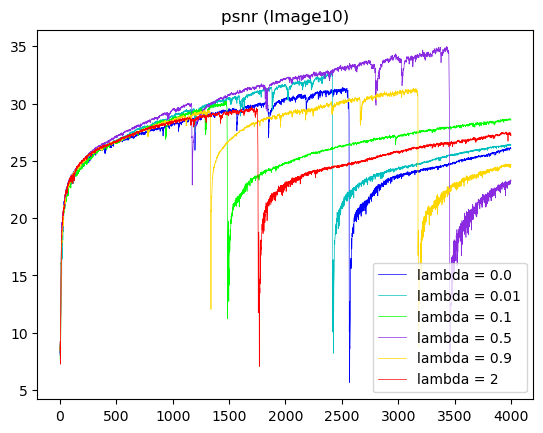 psnr (Image10)
35
30
25
20
15
10
5
0
500
1000
1500
2000
2500
3000
3500
4000
lambda = 0.0
lambda = 0.01
lambda = 0.1
lambda = 0.5
lambda = 0.9
lambda = 2